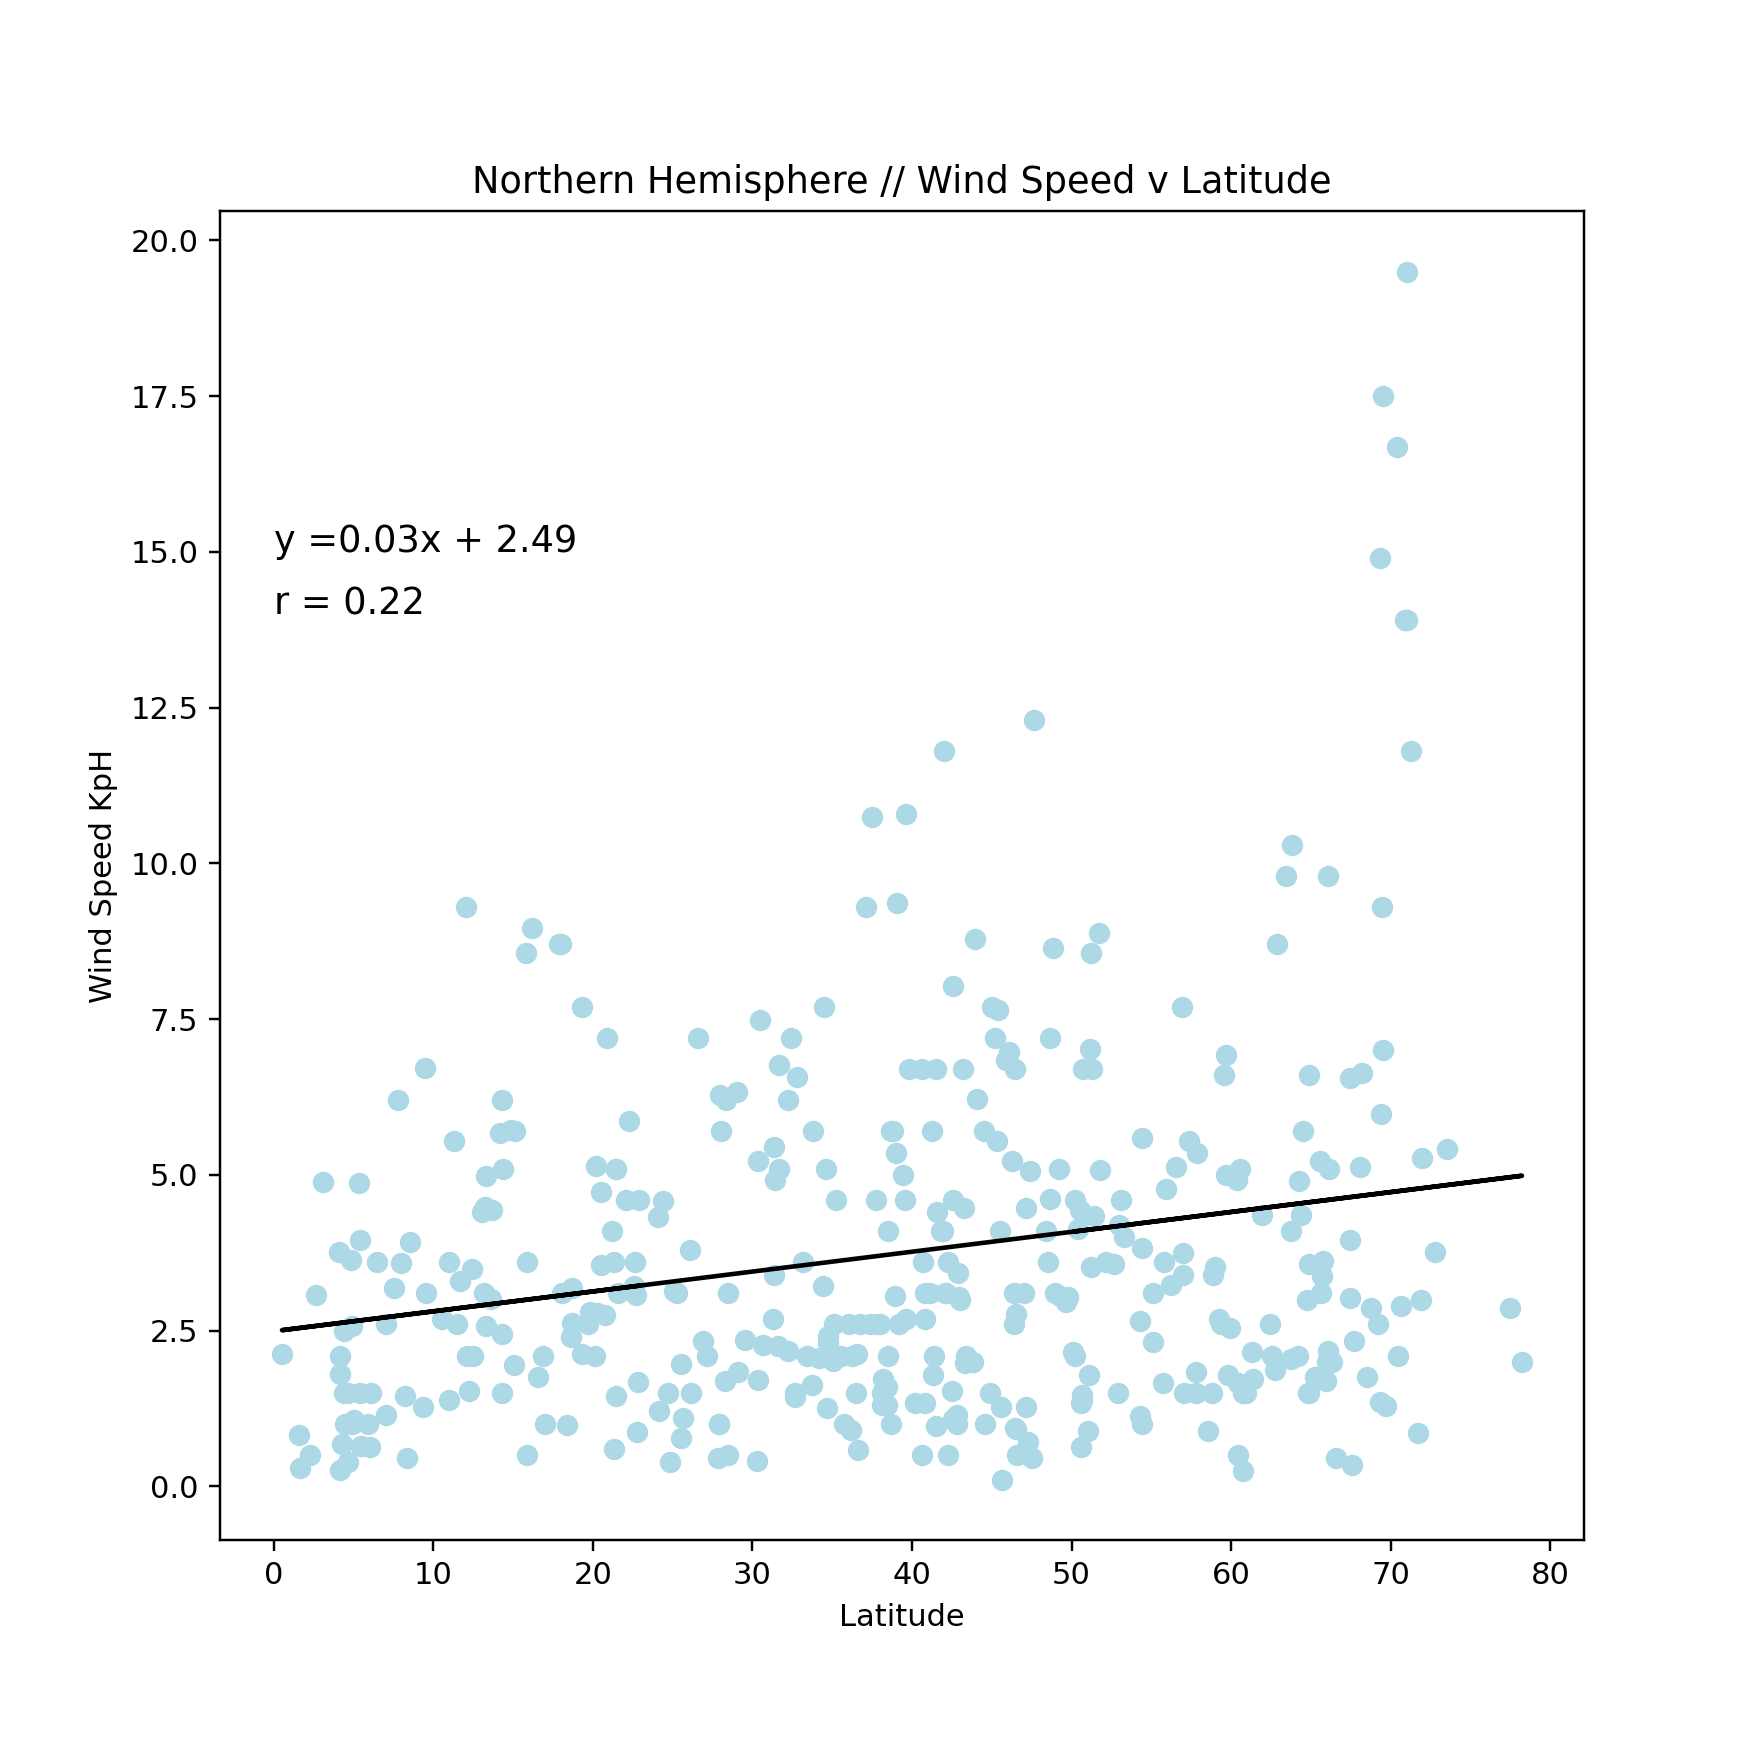 Northern Hemisphere // Wind Speed v Latitude
20.0
17.5
15.0
12.5
10.0
7.5
5.0
2.5
0.0
Wind Speed KpH
y =0.03x + 2.49
r = 0.22
0 10 20 30 40 50 60 70 80
Latitude